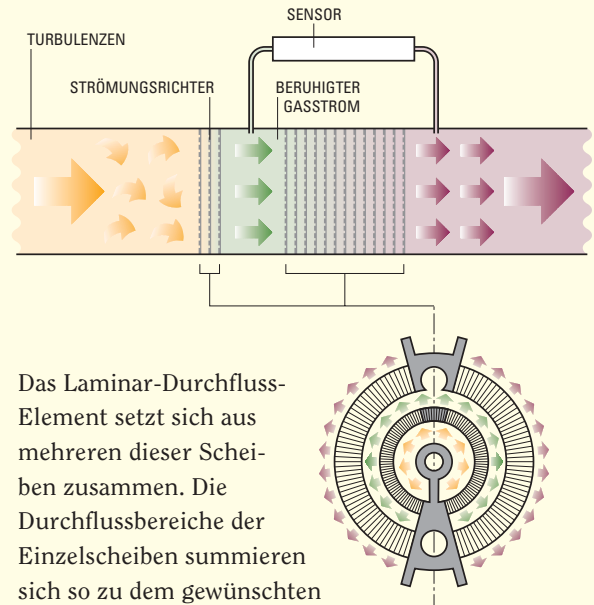 SENSOR
TURBULENZEN
STRÖMUNGSRICHTER
BERUHIGTER
GASSTROM
Das Laminar-Durchfluss-
Element setzt sich aus
mehreren dieser Schei-
ben zusammen. Die
Durchflussbereiche der
Einzelscheiben summieren
sich so zu dem gewünschten